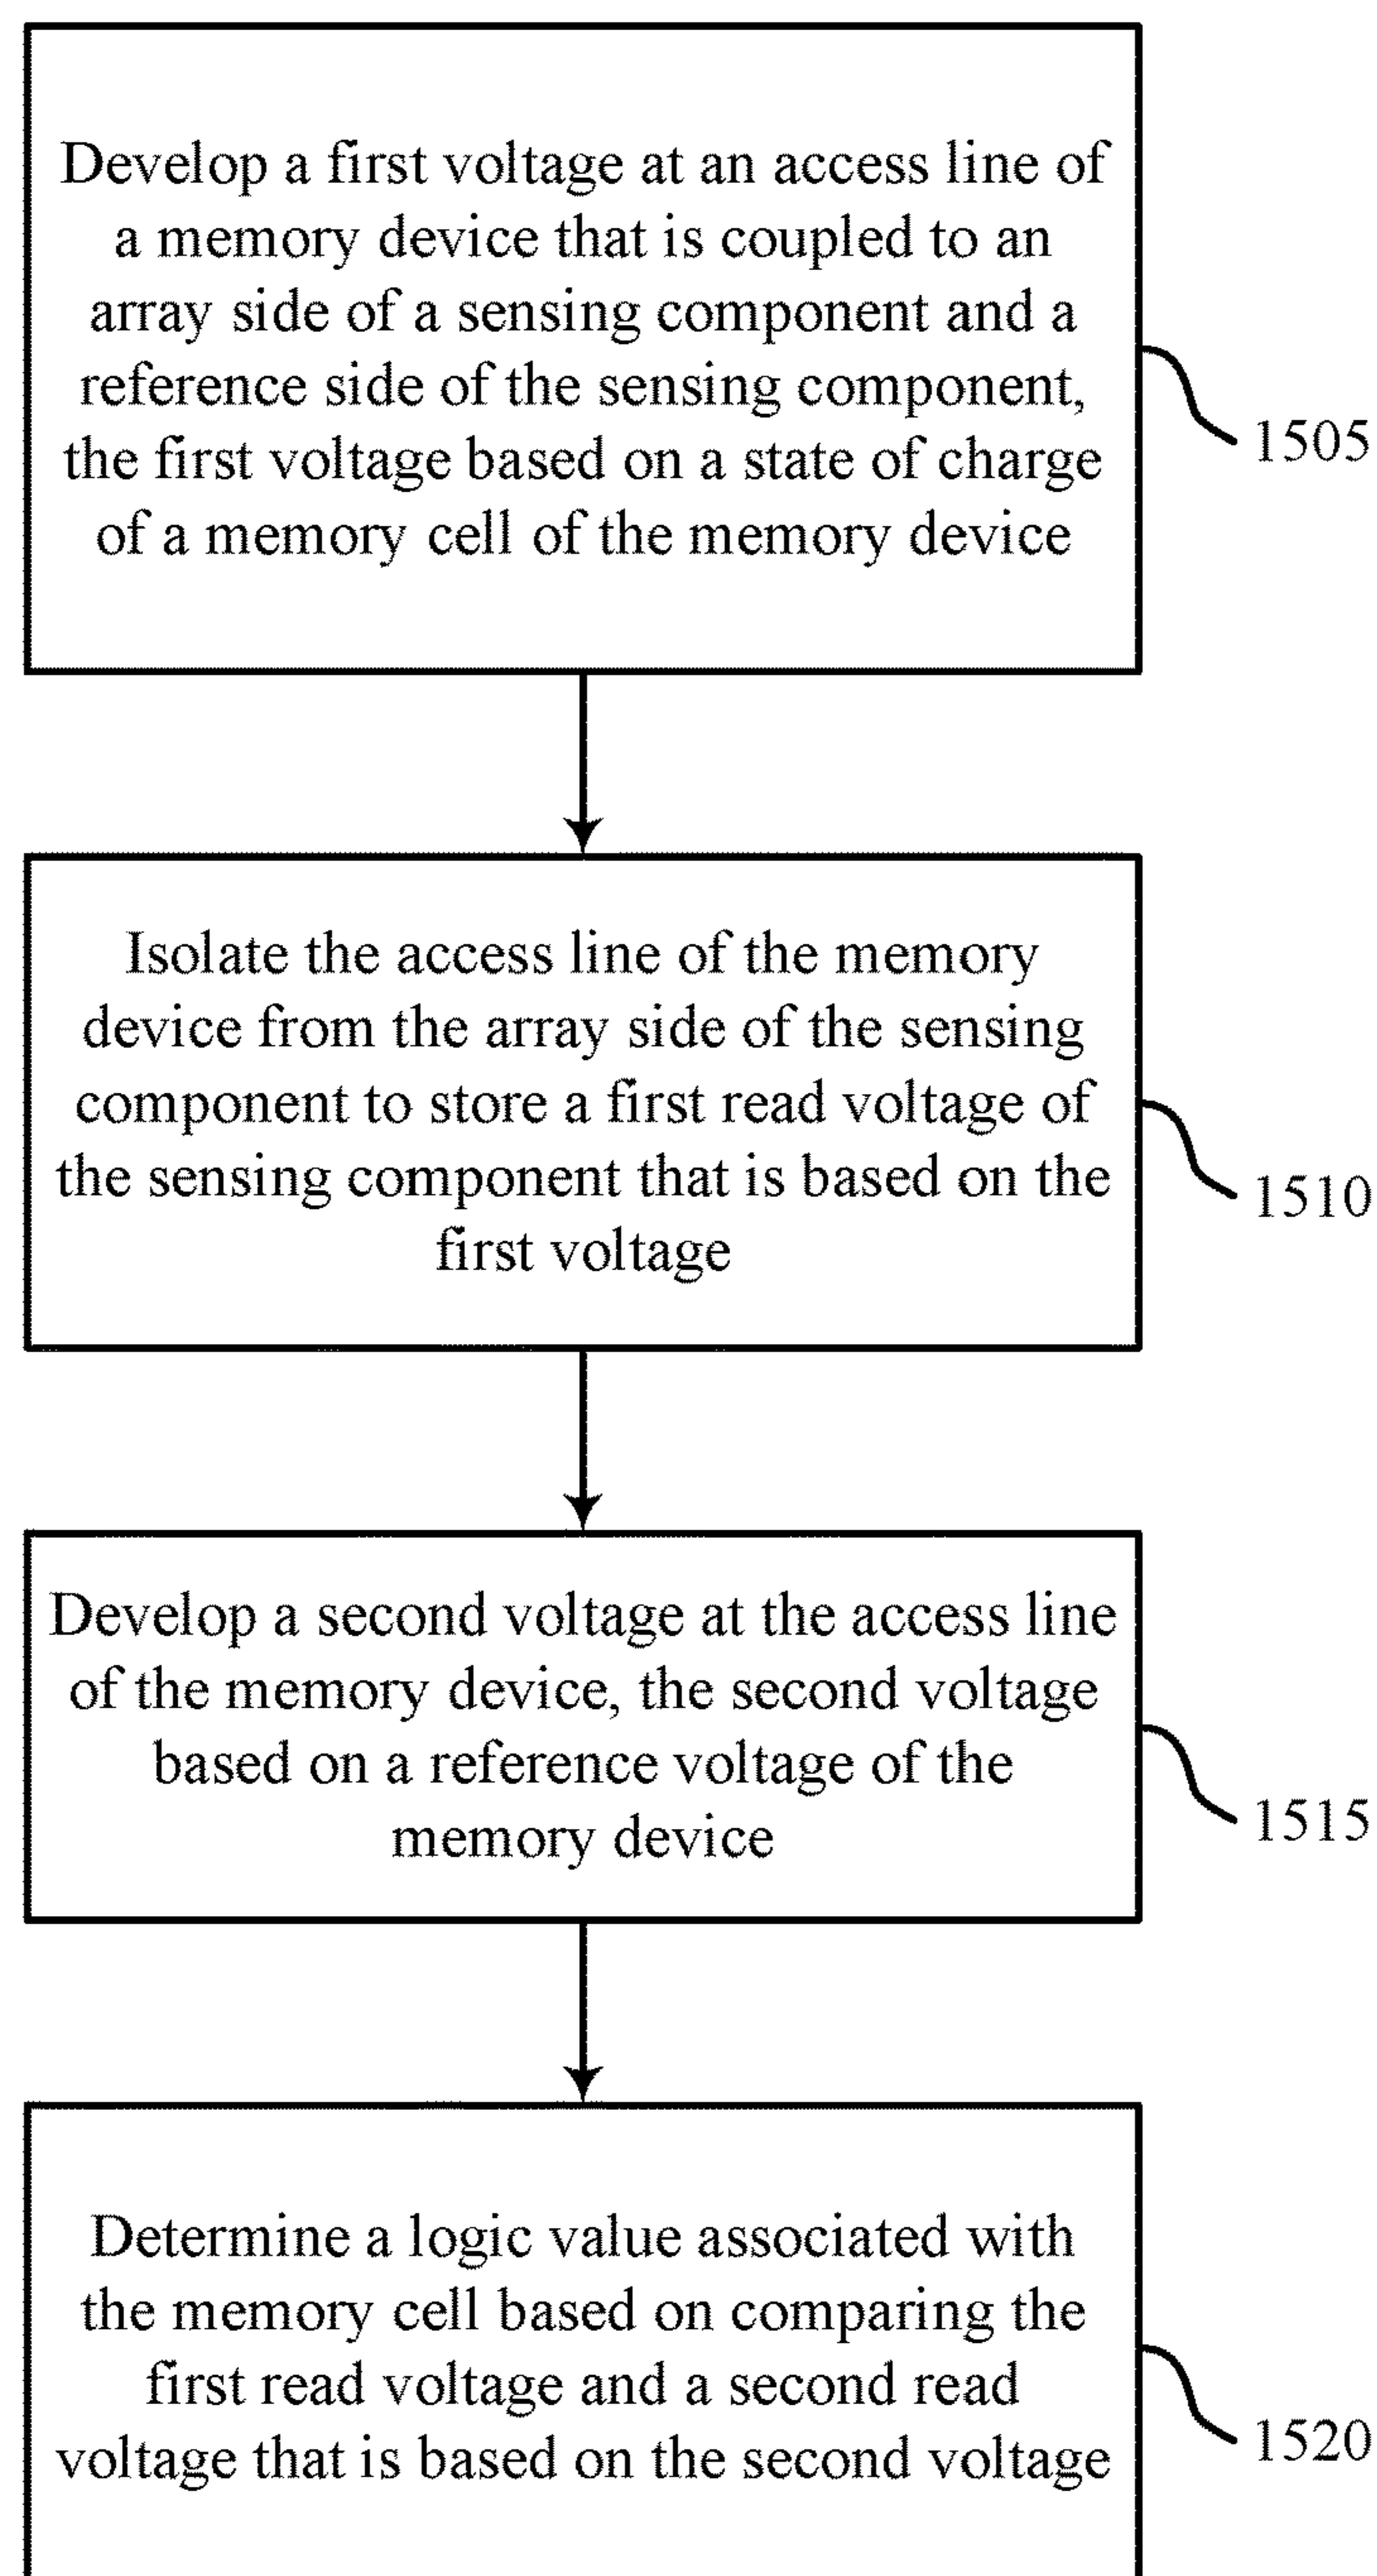 Develop a first voltage at an access line of
a memory device that is coupled to an
array side of a sensing component and a
reference side of the sensing component,
the first voltage based on a state of charge
of a memory cell of the memory device
1505
Isolate the access line of the memory
device from the array side of the sensing
component to store a first read voltage of
the sensing component that is based on the
first voltage
1510
Develop a second voltage at the access line
of the memory device, the second voltage
based on a reference voltage of the
memory device
1515
Determine a logic value associated with
the memory cell based on comparing the
first read voltage and a second read
voltage that is based on the second voltage
1520